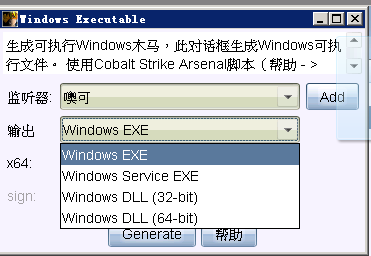 Windows Executable
生成可执行Windows木马，此对话框生成Windows可执
行文件。 使用Cobalt Strike Arsenal脚本（帮助 - >
监听器: 噢可 Add
输出 Windows EXE
Windows EXE
x64: Windows Service EXE
sign: Windows DLL (32-bit)
Windows DLL (64-bit)
Generate 帮助